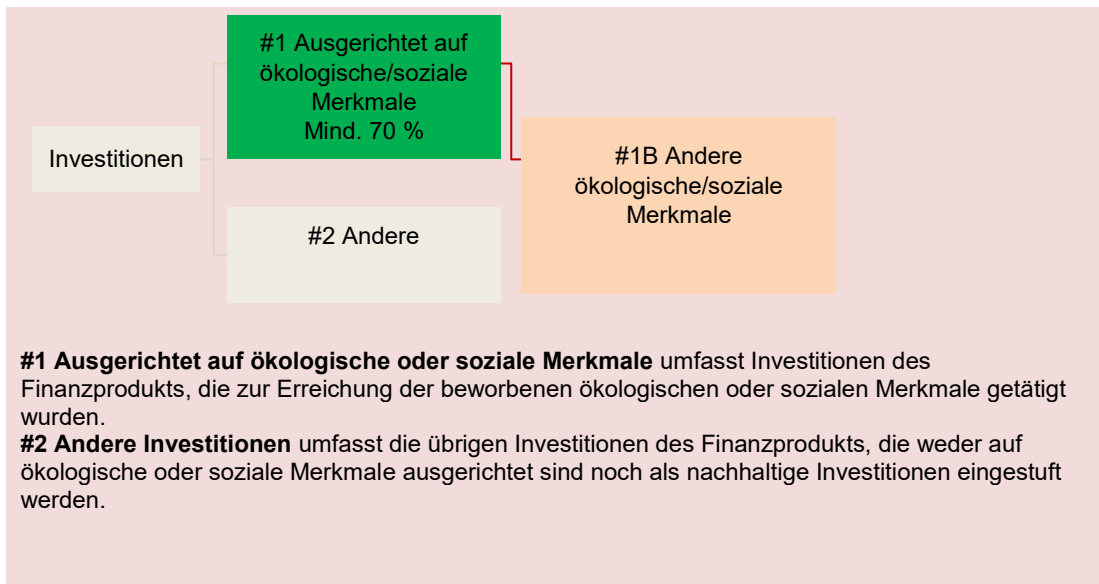 #1 Ausgerichtet auf
ökologische/soziale
Merkmale
Mind. 70 %
Investitionen
#1B Andere
ökologische/soziale
Merkmale
#2 Andere
#1 Ausgerichtet auf ökologische oder soziale Merkmale umfasst Investitionen des
Finanzprodukts, die zur Erreichung der beworbenen ökologischen oder sozialen Merkmale getätigt
wurden.
#2 Andere Investitionen umfasst die übrigen Investitionen des Finanzprodukts, die weder auf
ökologische oder soziale Merkmale ausgerichtet sind noch als nachhaltige Investitionen eingestuft
werden.